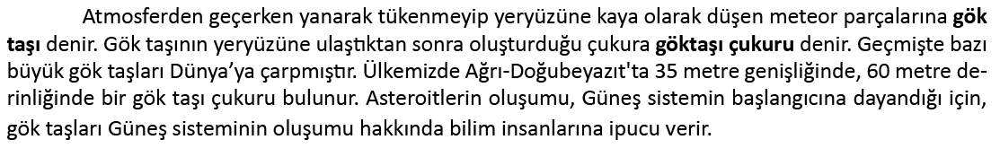 Atmosferden geçerken yanarak tükenmeyip yeryüzüne kaya olarak düşen meteor parçalarına gök
taşı denir. Gök taşının yeryüzüne ulaştıktan sonra oluşturduğu çukura göktaşı çukuru denir. Geçmişte bazı
büyük gök taşları Dünya’ya çarpmıştır. Ülkemizde Ağrı-Doğubeyazıt'ta 35 metre genişliğinde, 60 metre de-
rinliğinde bir gök taşı çukuru bulunur. Asteroitlerin oluşumu, Güneş sistemin başlangıcına dayandığı için,
gök taşları Güneş sisteminin oluşumu hakkında bilim insanlarına ipucu verir.